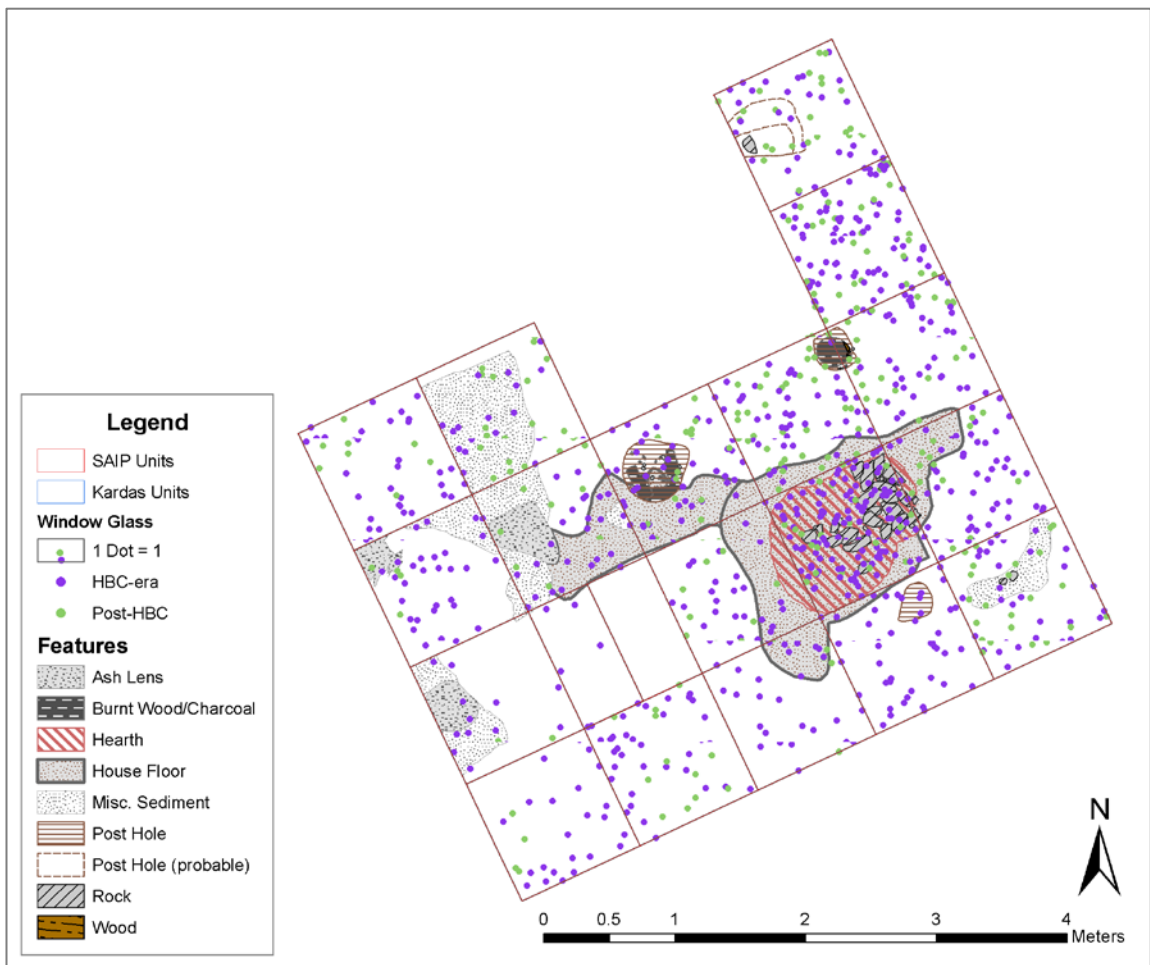 Legend
SAIP Units
Kardas Units
Window Glass
1 Dot = 1
HBC-era
Post-HBC
Features
Ash Lens
Burnt Wood/Charcoal
Hearth
House Floor
Misc. Sediment
Post Hole
Post Hole (probable)
Rock
Wood
N
0 0.5 1 2 3 4
Meters